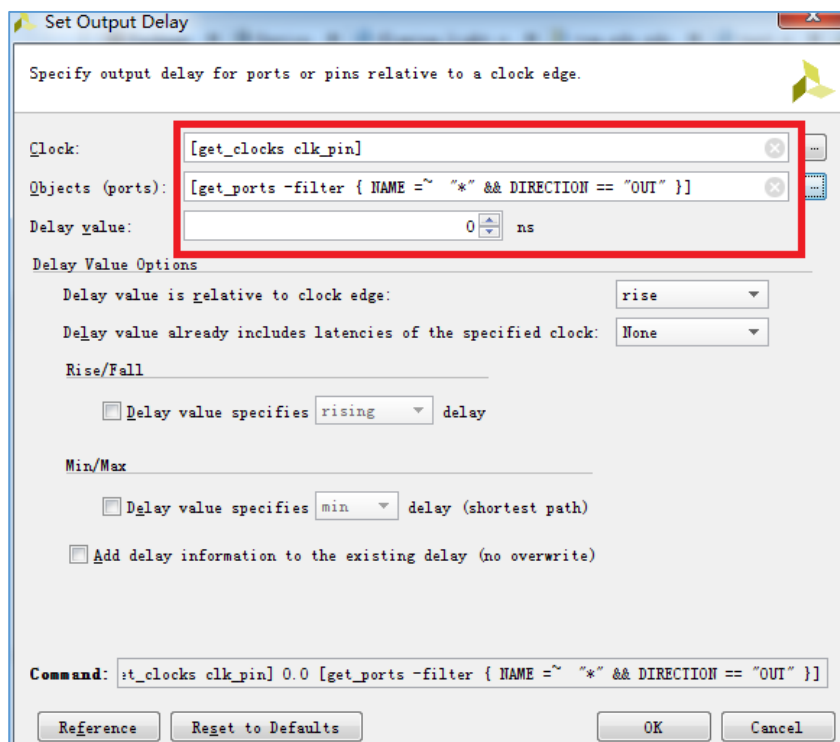 Set Output Delay
Specify output delay for ports or pins relative to a clock edge.
Clock: [get_clocks clk_pin] ...
Objects (ports): [get_ports -filter { NAME =~ "*" && DIRECTION == "OUT" }] ...
Delay value: 0 ns
Delay Value Options
Delay value is relative to clock edge: rise
Delay value already includes latencies of the specified clock: None
Rise/Fall
Delay value specifies rising delay
Min/Max
Delay value specifies min delay (shortest path)
Add delay information to the existing delay (no overwrite)
Command: et_clocks clk_pin] 0.0 [get_ports -filter { NAME =~ "*" && DIRECTION == "OUT" }]
Reference Reset to Defaults OK Cancel